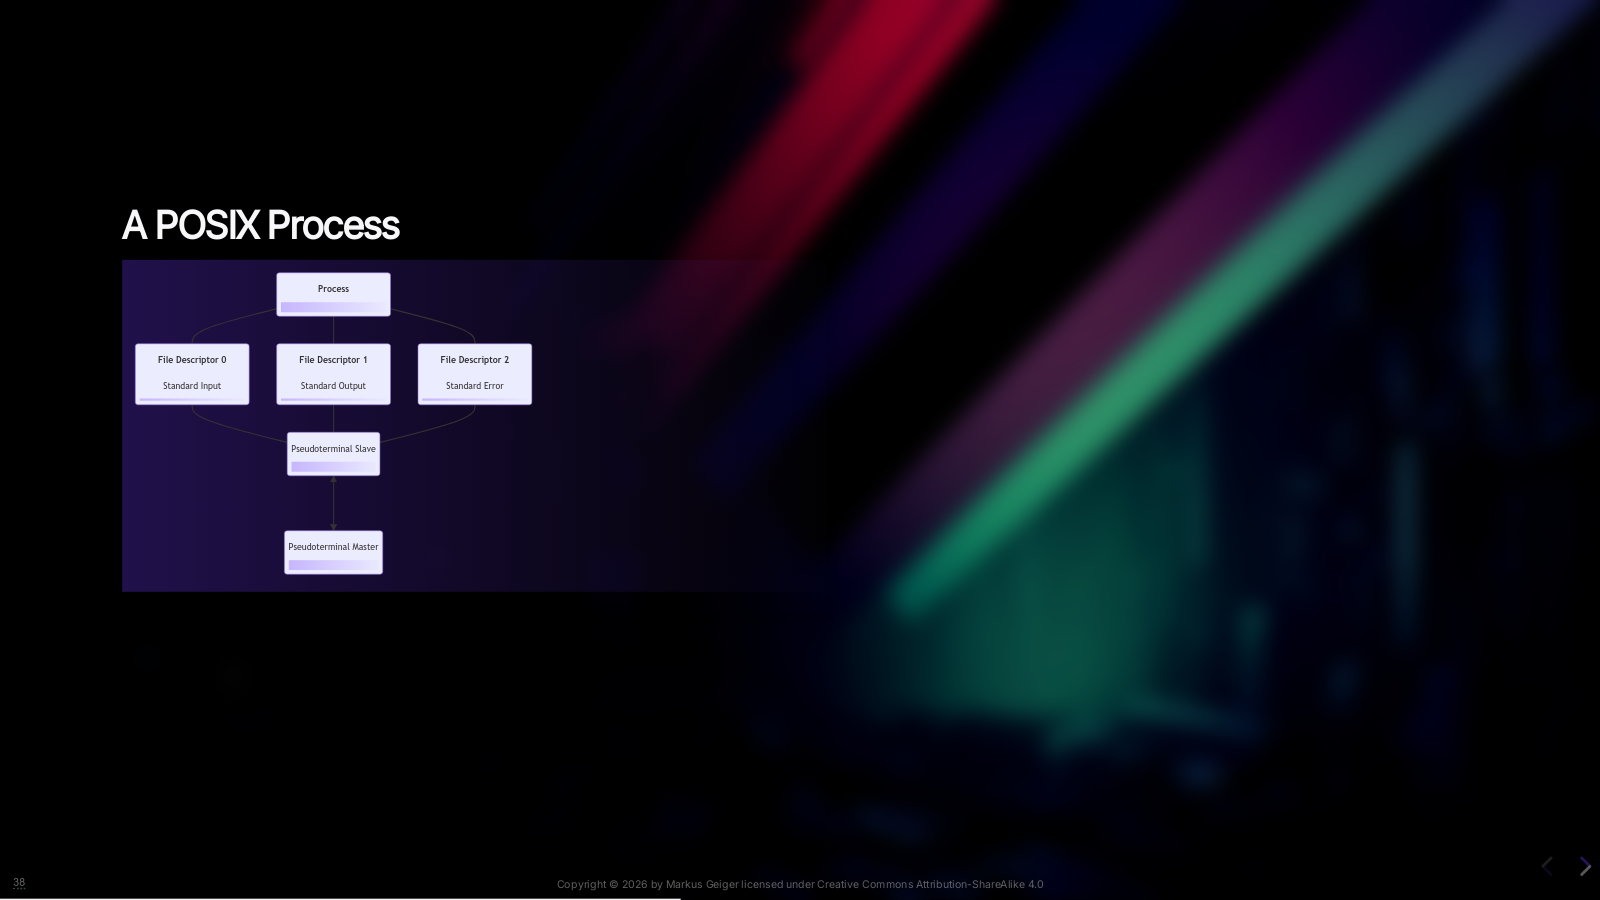 A POSIX Process
Process
File Descriptor 0
Standard Input
File Descriptor 1
Standard Output
File Descriptor 2
Standard Error
Pseudoterminal Slave
Pseudoterminal Master
38
Copyright © 2026 by Markus Geiger licensed under Creative Commons Attribution-ShareAlike 4.0